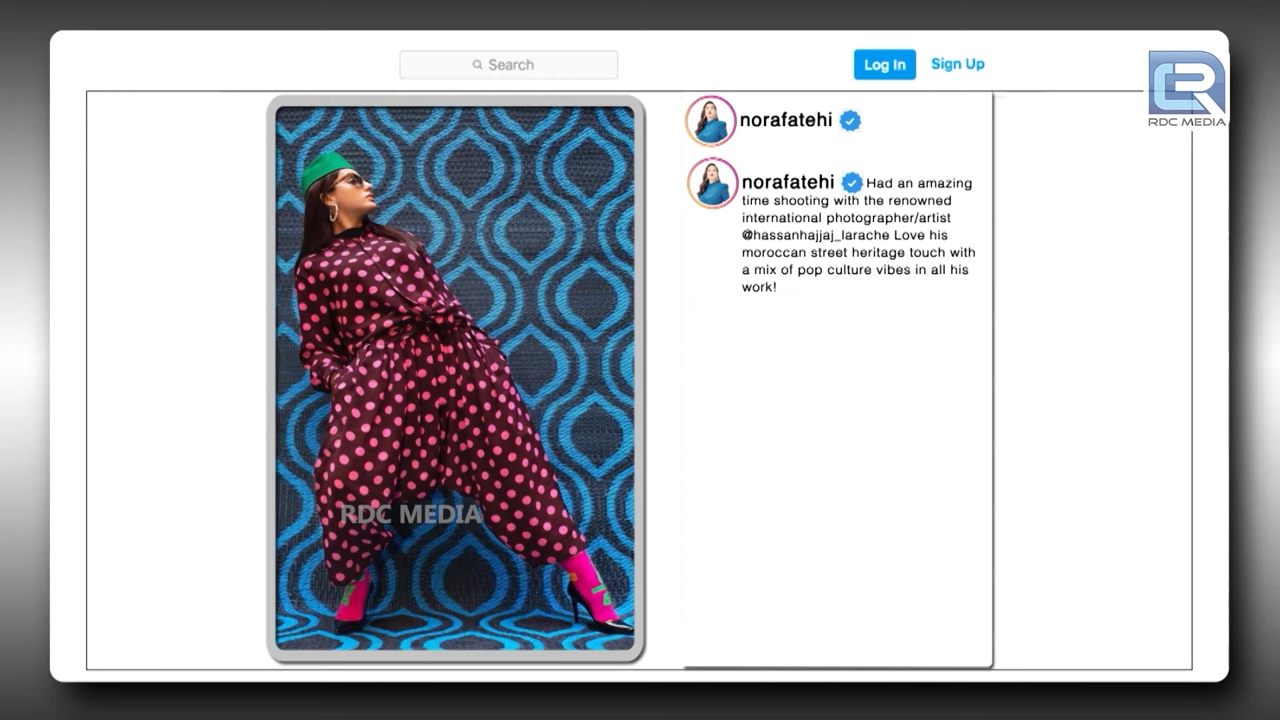 Search
Log In
Sign Up
RDC MEDIA
norafatehi
norafatehi Had an amazing
time shooting with the renowned
international photographer/artist
@hassanhajjaj_larache Love his
moroccan street heritage touch with
a mix of pop culture vibes in all his
work!
RDC MEDIA